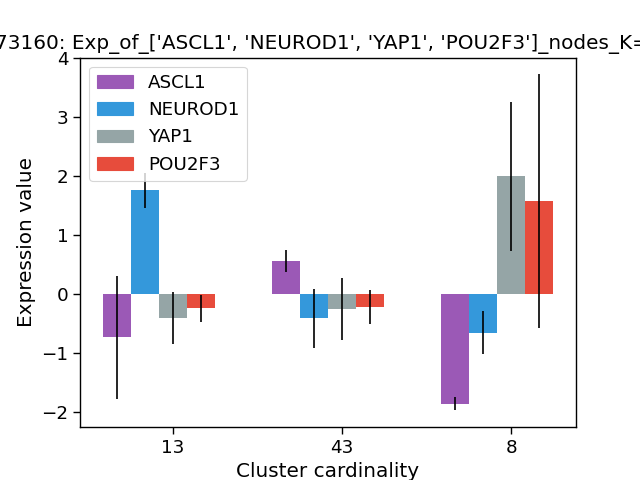 73160: Exp_of_['ASCL1', 'NEUROD1', 'YAP1', 'POU2F3']_nodes_K=
ASCL1
NEUROD1
YAP1
POU2F3
4
3
2
1
0
−1
−2
Expression value
13 43 8
Cluster cardinality